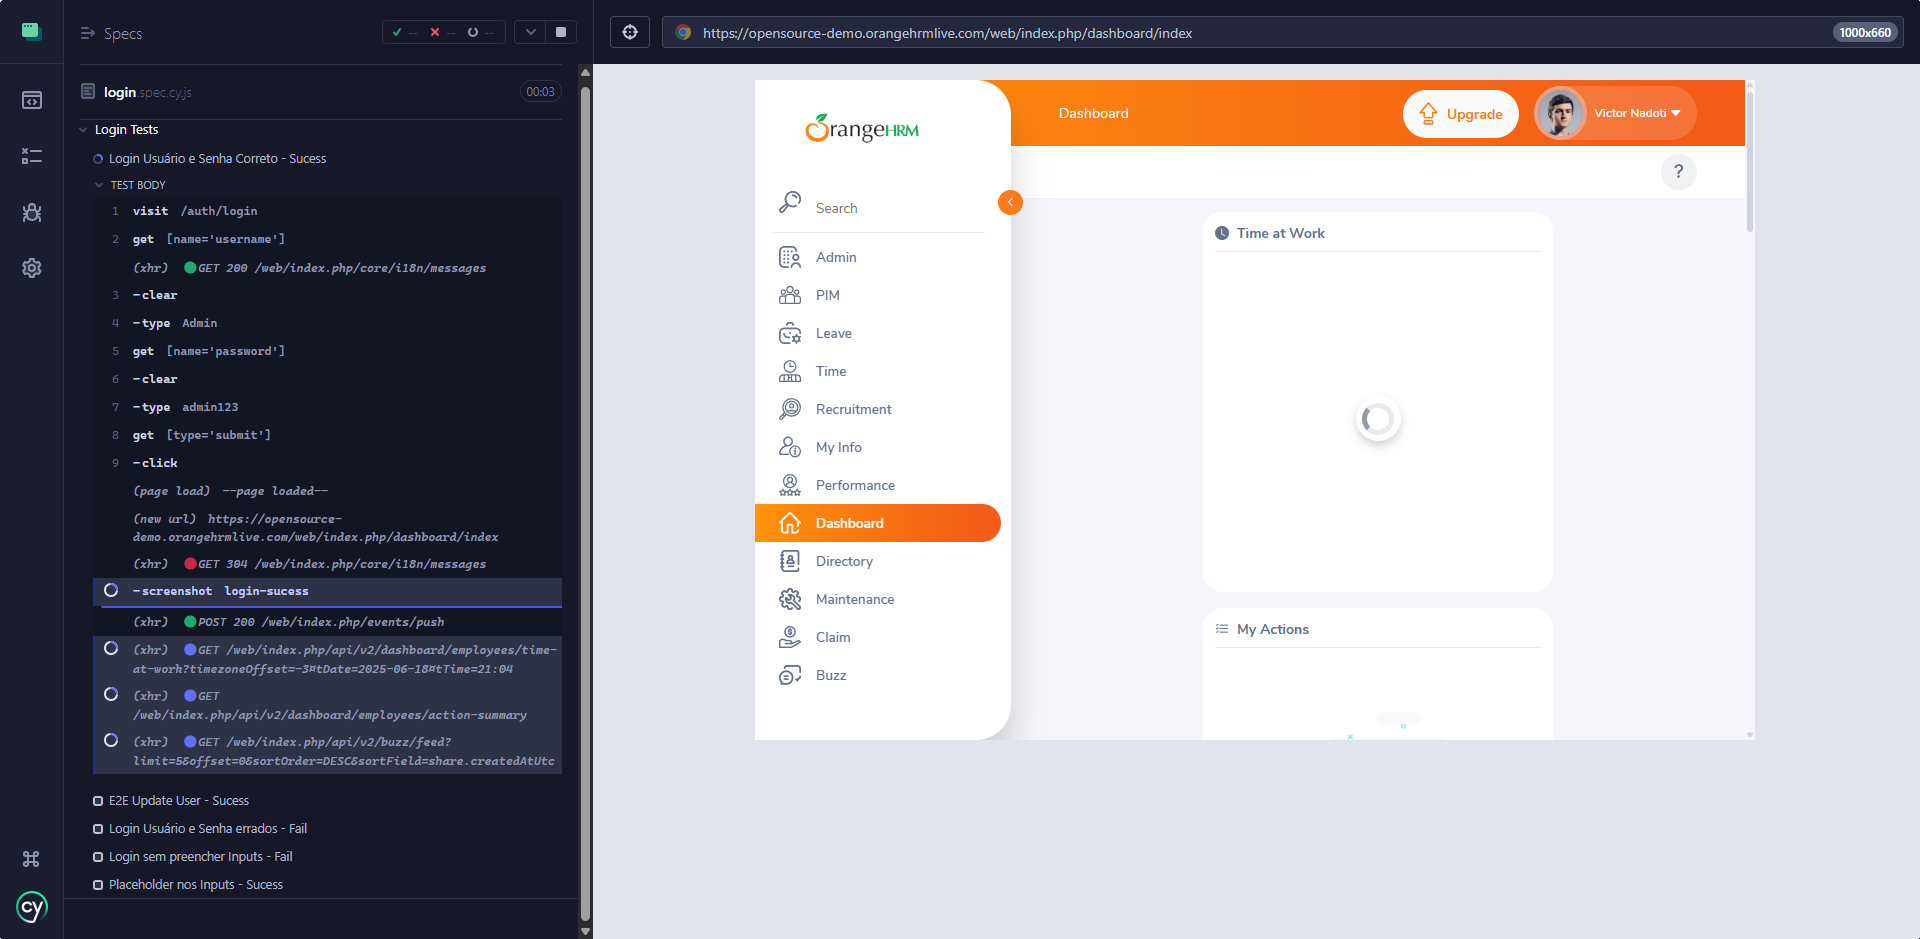 Specs
-- -- --
https://opensource-demo.orangehrmlive.com/web/index.php/dashboard/index
1000x660
login.spec.cy.js
00:03
Login Tests
Login Usuário e Senha Correto - Sucess
TEST BODY
1 visit /auth/login
2 get [name='username']
(xhr) GET 200 /web/index.php/core/i18n/messages
3 -clear
4 -type Admin
5 get [name='password']
6 -clear
7 -type admin123
8 get [type='submit']
9 -click
(page load) --page loaded--
(new url) https://opensource-
demo.orangehrmlive.com/web/index.php/dashboard/index
(xhr) GET 304 /web/index.php/core/i18n/messages
-screenshot login-sucess
(xhr) POST 200 /web/index.php/events/push
(xhr) GET /web/index.php/api/v2/dashboard/employees/time-
at-work?timezoneOffset=-3¤tDate=2025-06-18¤tTime=21:04
(xhr) GET
/web/index.php/api/v2/dashboard/employees/action-summary
(xhr) GET /web/index.php/api/v2/buzz/feed?
limit=5&offset=0&sortOrder=DESC&sortField=share.createdAtUtc
E2E Update User - Sucess
Login Usuário e Senha errados - Fail
Login sem preencher Inputs - Fail
Placeholder nos Inputs - Sucess
cy
OrangeHRM
Search
Admin
PIM
Leave
Time
Recruitment
My Info
Performance
Dashboard
Directory
Maintenance
Claim
Buzz
Dashboard
Upgrade
Victor Nadoti
?
Time at Work
My Actions